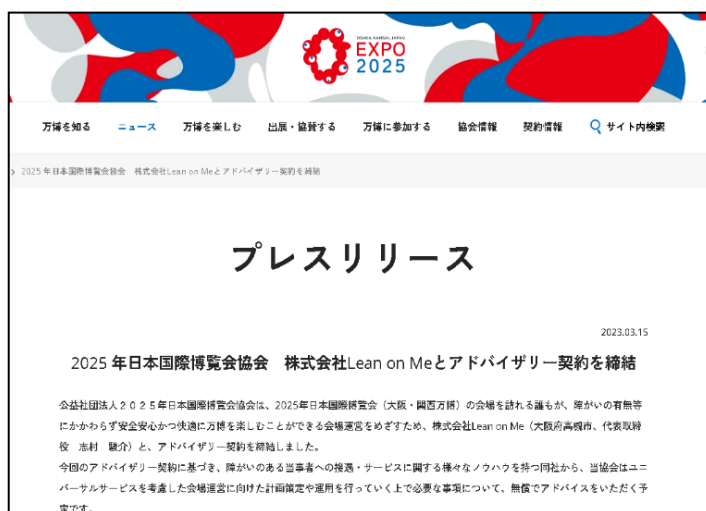 OSAKA, KANSAI, JAPAN
EXPO
2025
万博を知る ニュース 万博を楽しむ 出展・協賛する 万博に参加する 協会情報 契約情報 サイト内検索
› 2025 年日本国際博覧会協会 株式会社Lean on Meとアドバイザリー契約を締結
プレスリリース
2023.03.15
2025 年日本国際博覧会協会 株式会社Lean on Meとアドバイザリー契約を締結
公益社団法人２０２５年日本国際博覧会協会は、2025年日本国際博覧会（大阪・関西万博）の会場を訪れる誰もが、障がいの有無等
にかかわらず安全安心かつ快適に万博を楽しむことができる会場運営をめざすため、株式会社Lean on Me（大阪府高槻市、代表取締
役 志村 駿介）と、アドバイザリー契約を締結しました。
今回のアドバイザリー契約に基づき、障がいのある当事者への接遇・サービスに関する様々なノウハウを持つ同社から、当協会はユニ
バーサルサービスを考慮した会場運営に向けた計画策定や運用を行っていく上で必要な事項について、無償でアドバイスをいただく予
定です。